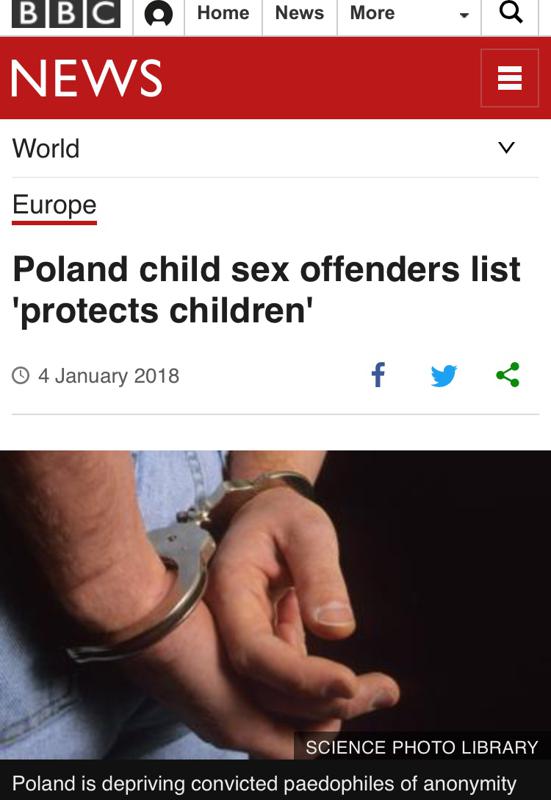 BBC Home News More
NEWS
World
Europe
Poland child sex offenders list
'protects children'
4 January 2018
SCIENCE PHOTO LIBRARY
Poland is depriving convicted paedophiles of anonymity